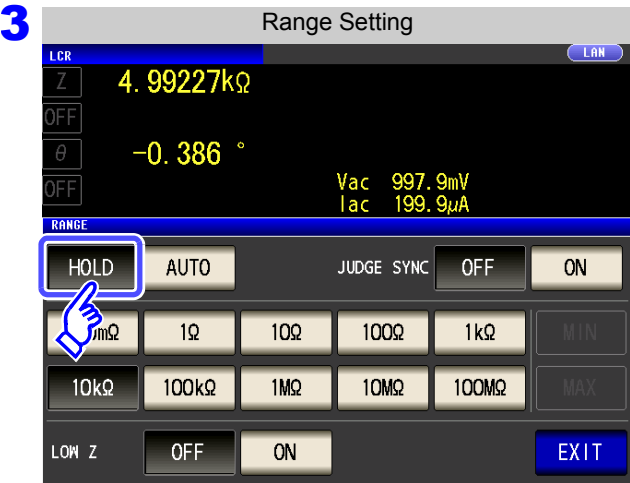 3
Range Setting
LCR
LAN
Z 4.99227kΩ
OFF
θ -0.386 °
OFF
Vac 997.9mV
Iac 199.9μA
RANGE
HOLD AUTO JUDGE SYNC OFF ON
mΩ 1Ω 10Ω 100Ω 1kΩ MIN
10kΩ 100kΩ 1MΩ 10MΩ 100MΩ MAX
LOW Z OFF ON EXIT